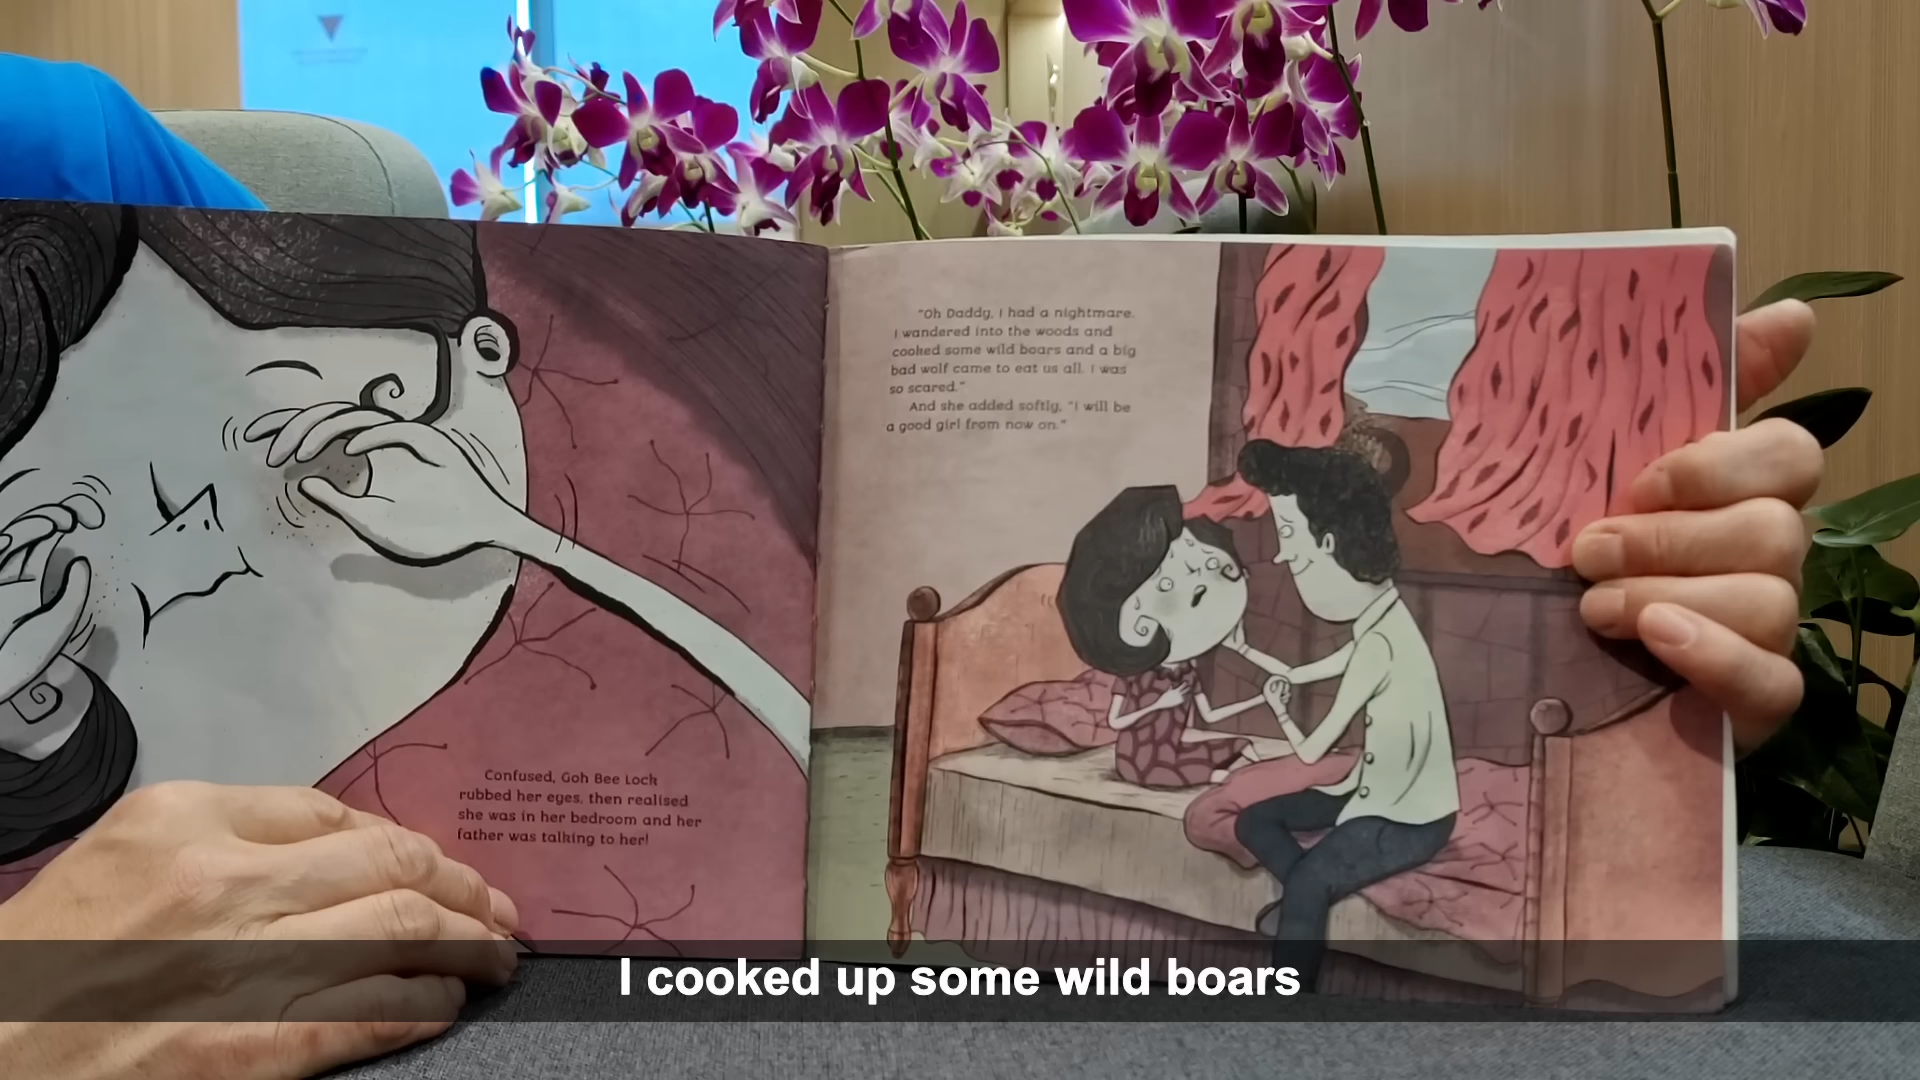 Confused, Goh Bee Lock
rubbed her eyes, then realised
she was in her bedroom and her
father was talking to her!
"Oh Daddy, I had a nightmare.
I wandered into the woods and
cooked some wild boars and a big
bad wolf came to eat us all. I was
so scared."
And she added softly, "I will be
a good girl from now on."
I cooked up some wild boars